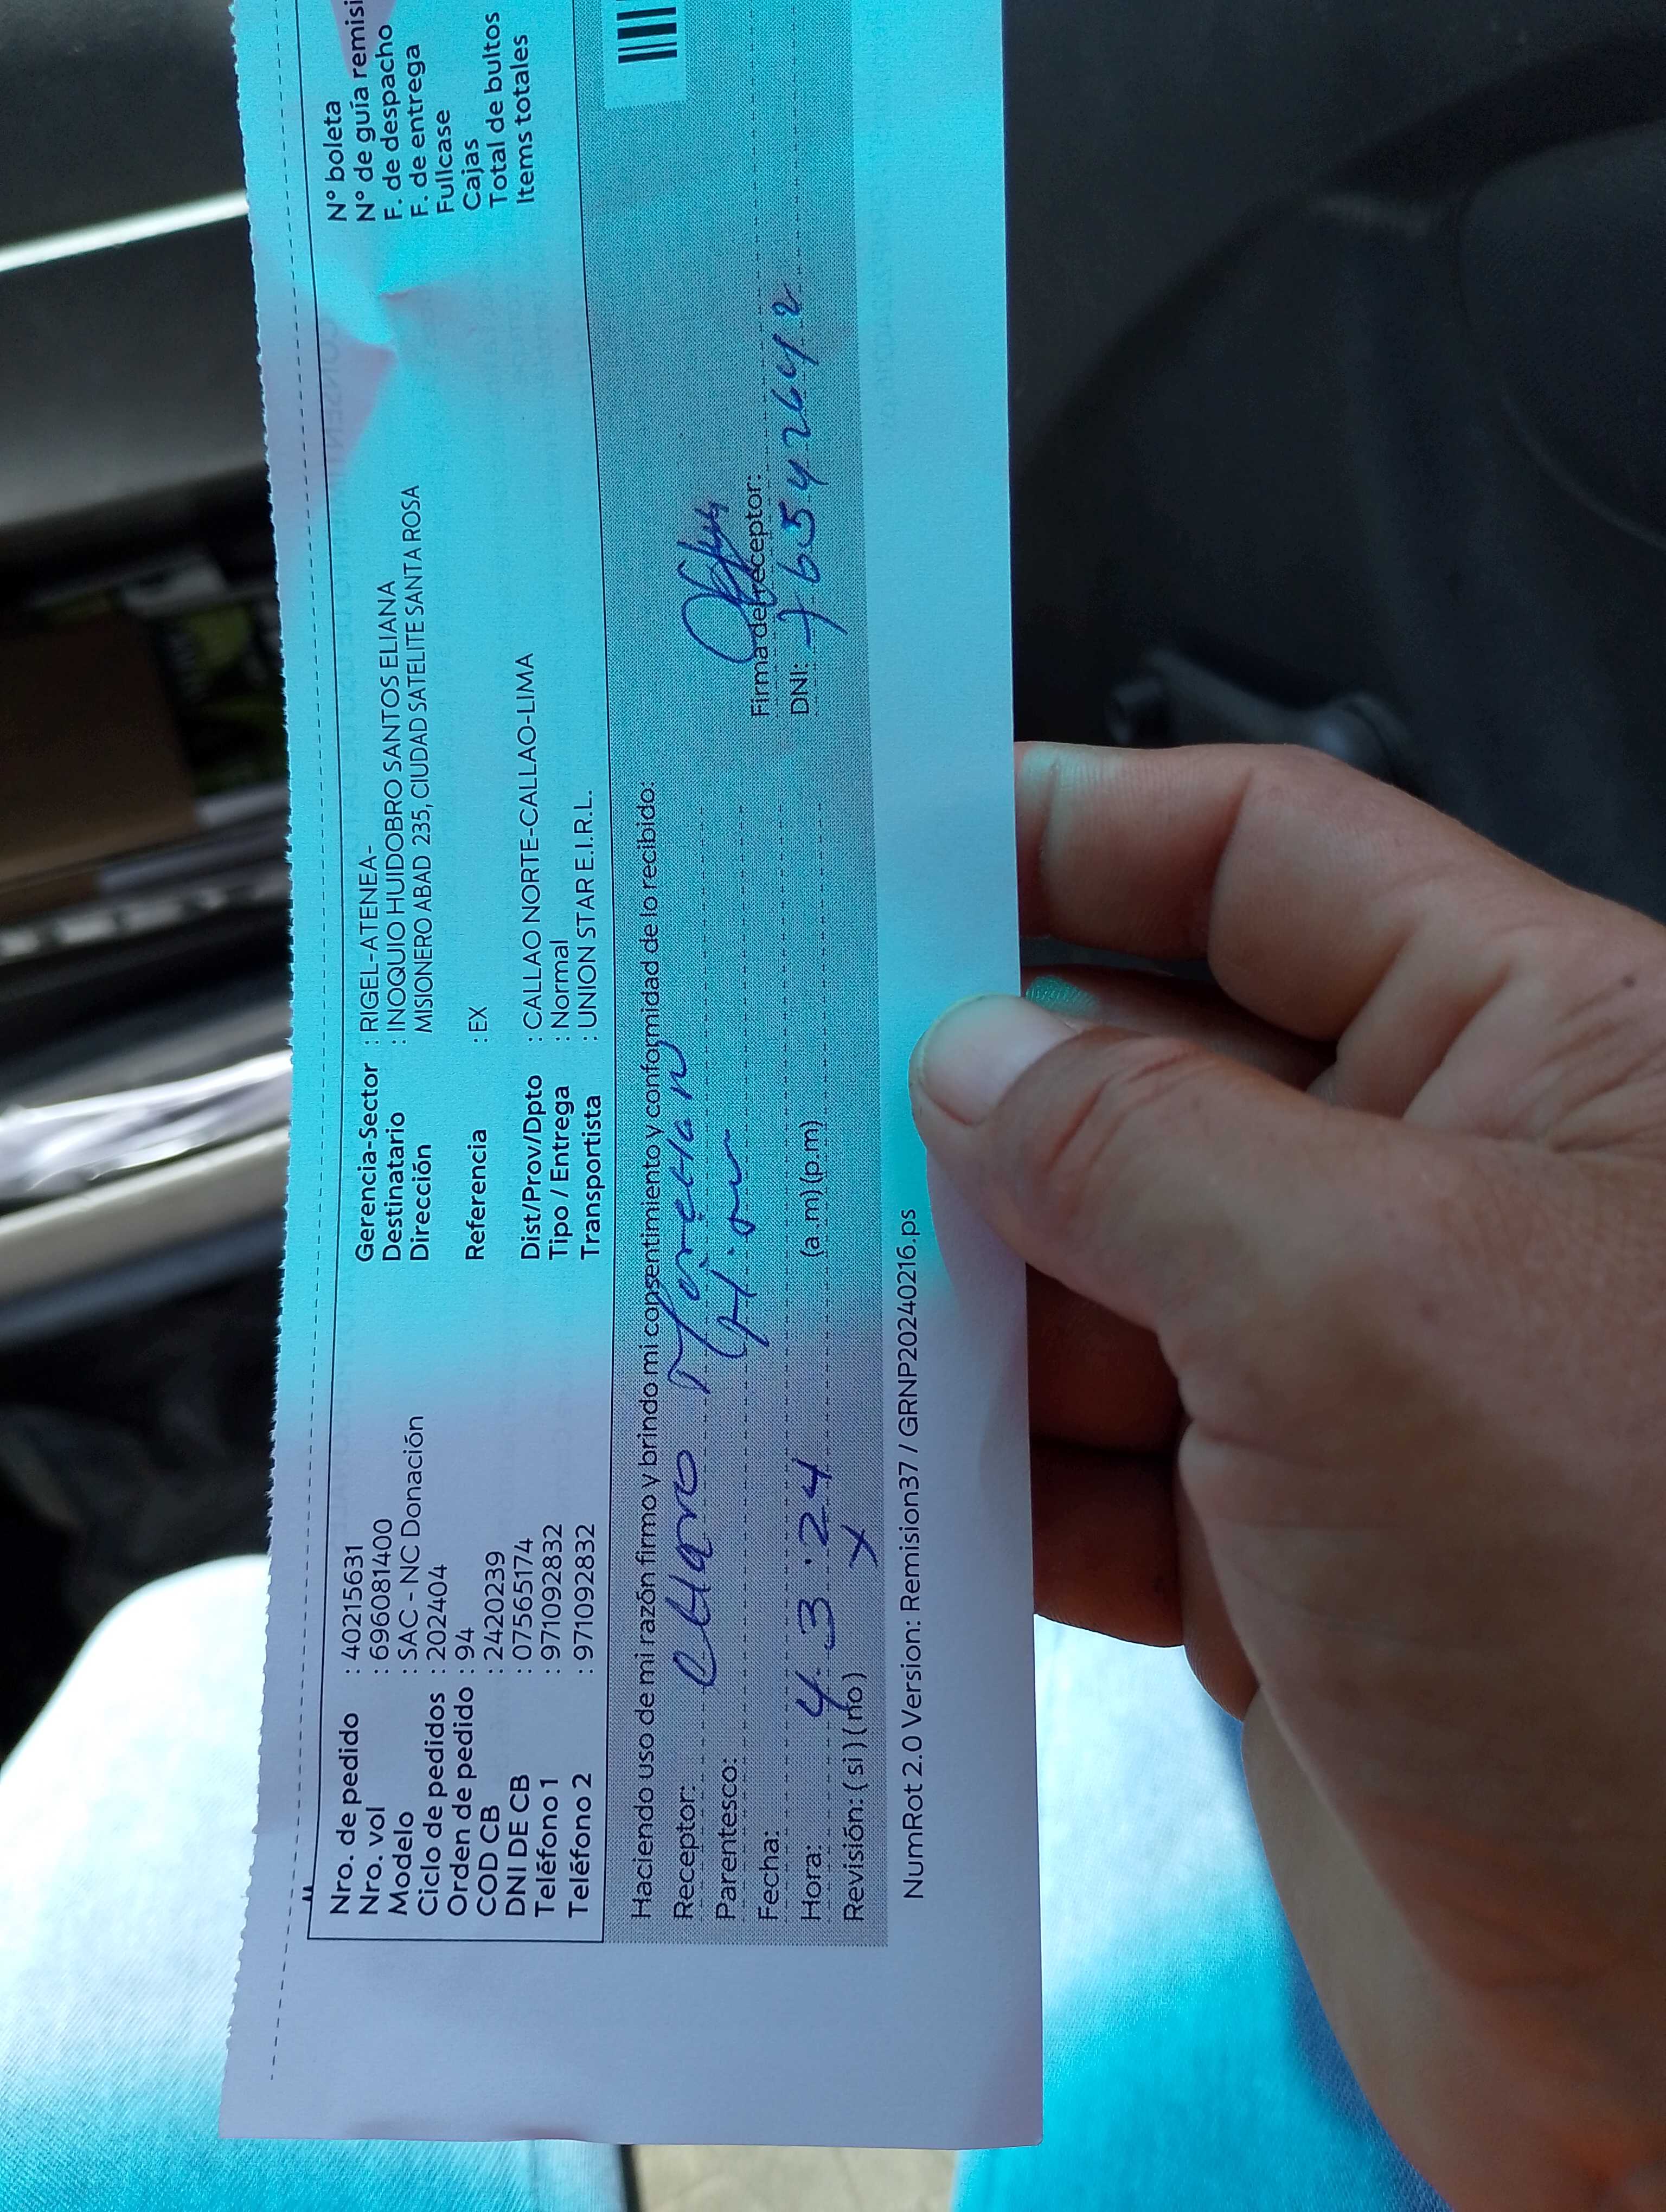 Nro. de pedido : 40215631
Nro. vol : 696081400
Modelo : SAC - NC Donación
Ciclo de pedidos : 202404
Orden de pedido : 94
COD CB : 2420239
DNI DE CB : 07565174
Teléfono 1 : 971092832
Teléfono 2 : 971092832
Gerencia-Sector : RIGEL-ATENEA-
Destinatario : INOQUIO HUIDOBRO SANTOS ELIANA
Dirección MISIONERO ABAD 235, CIUDAD SATELITE SANTA ROSA
Referencia : EX
Dist/Prov/Dpto : CALLAO NORTE-CALLAO-LIMA
Tipo / Entrega : Normal
Transportista : UNION STAR E.I.R.L.
N° boleta
N° de guía remisi
F. de despacho
F. de entrega
Fullcase
Cajas
Total de bultos
Items totales
Haciendo uso de mi razón firmo y brindo mi consentimiento y conformidad de lo recibido:
Receptor:
Parentesco:
Fecha:
Hora: 4.3.24 (a.m)(p.m)
Revisión: ( si ) ( no ) X
Firma del receptor:
DNI: 76542642
NumRot 2.0 Version: Remision37 / GRNP20240216.ps